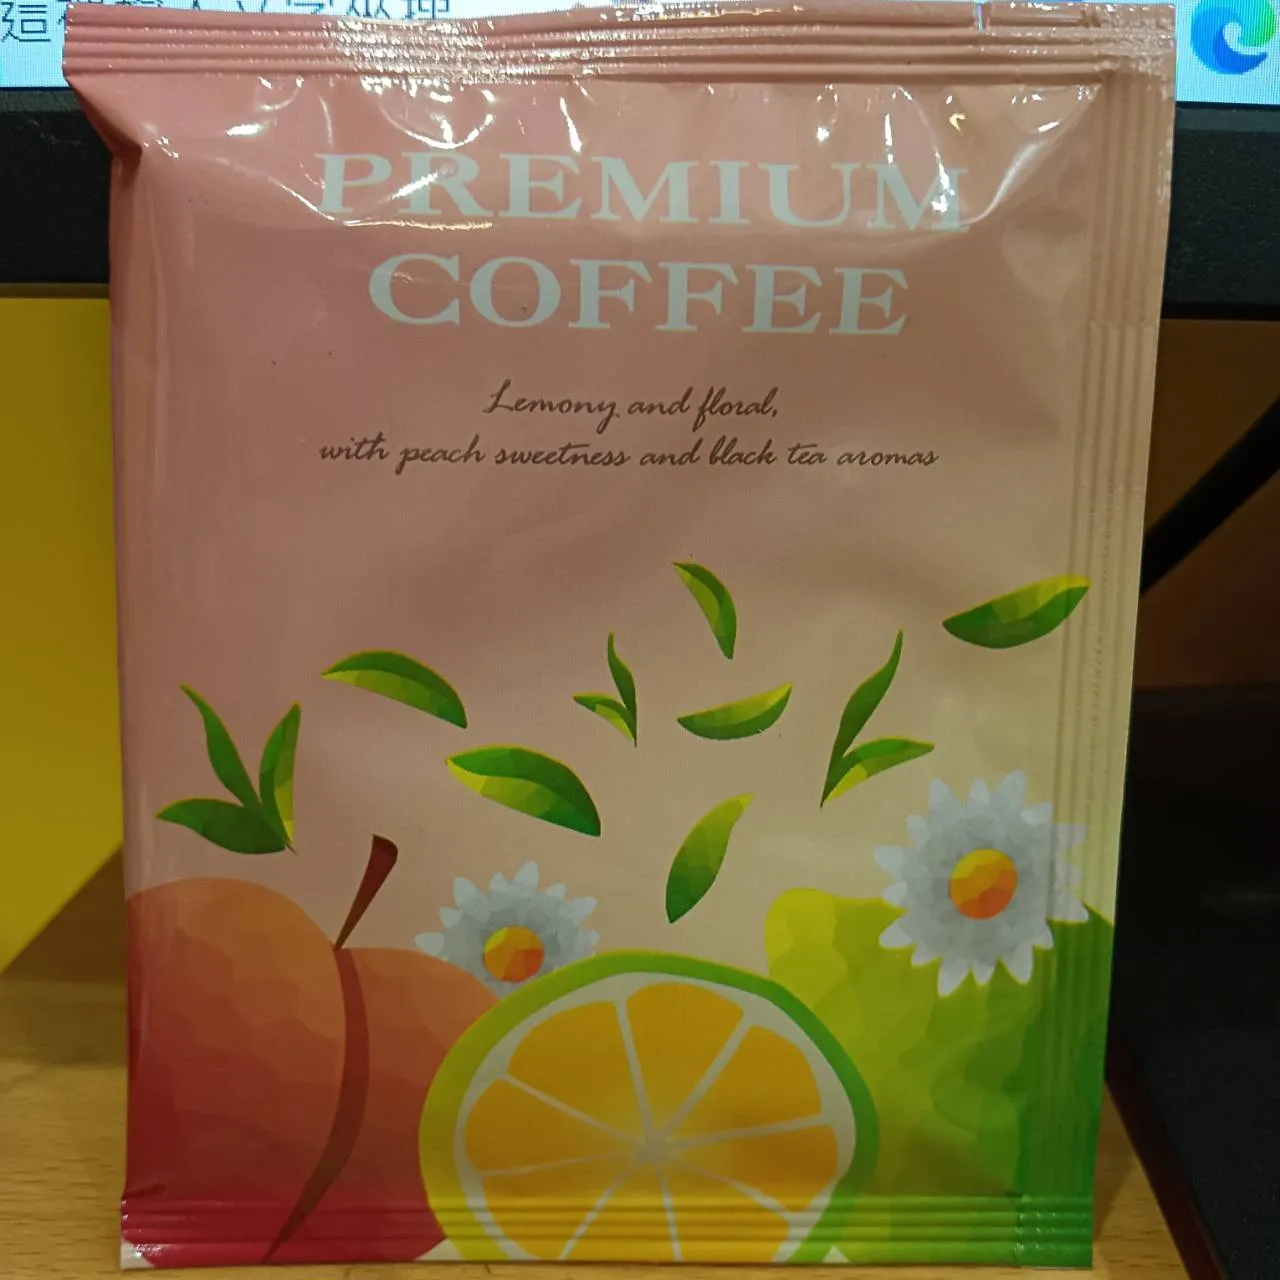 PREMIUM
COFFEE
Lemony and floral,
with peach sweetness and black tea aromas